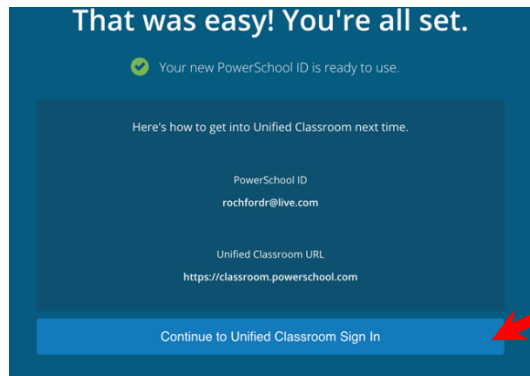 That was easy! You're all set.
Your new PowerSchool ID is ready to use.
Here's how to get into Unified Classroom next time.
PowerSchool ID
rochfordr@live.com
Unified Classroom URL
https://classroom.powerschool.com
Continue to Unified Classroom Sign In